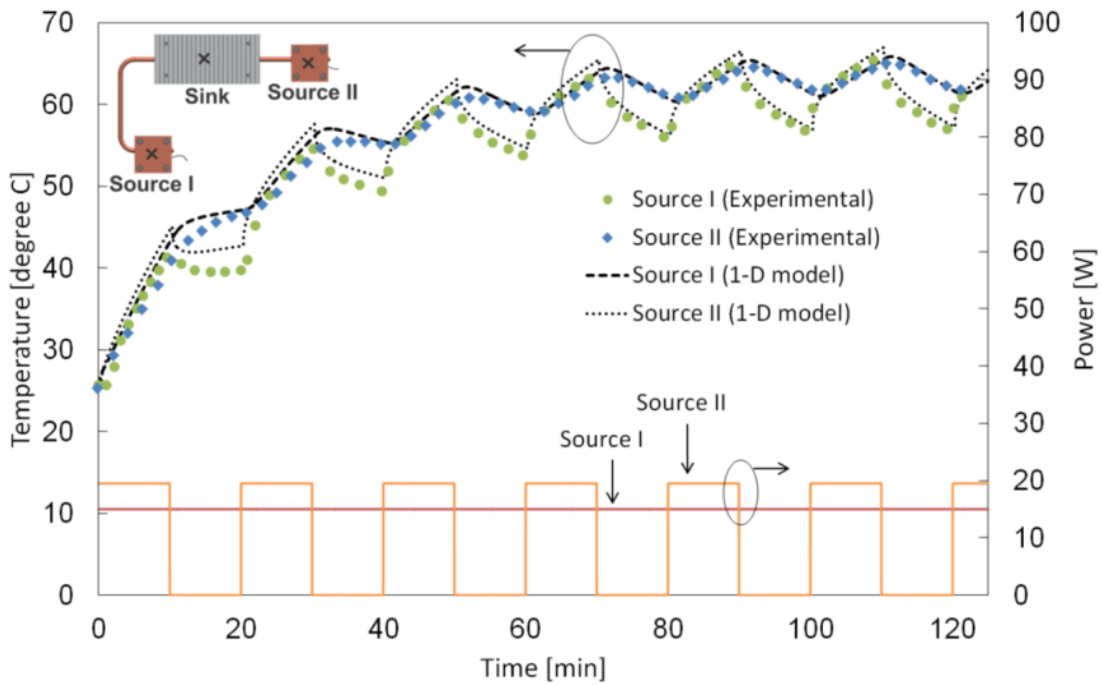 Temperature [degree C]
70
60
50
40
30
20
10
0
Sink
Source II
Source I
Source I (Experimental)
Source II (Experimental)
Source I (1-D model)
Source II (1-D model)
Source II
Source I
100
90
80
70
60
50
40
30
20
10
0
Power [W]
0 20 40 60 80 100 120
Time [min]